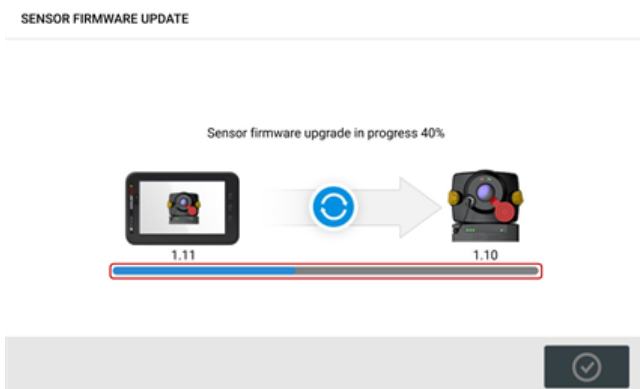 SENSOR FIRMWARE UPDATE
Sensor firmware upgrade in progress 40%
1.11
1.10